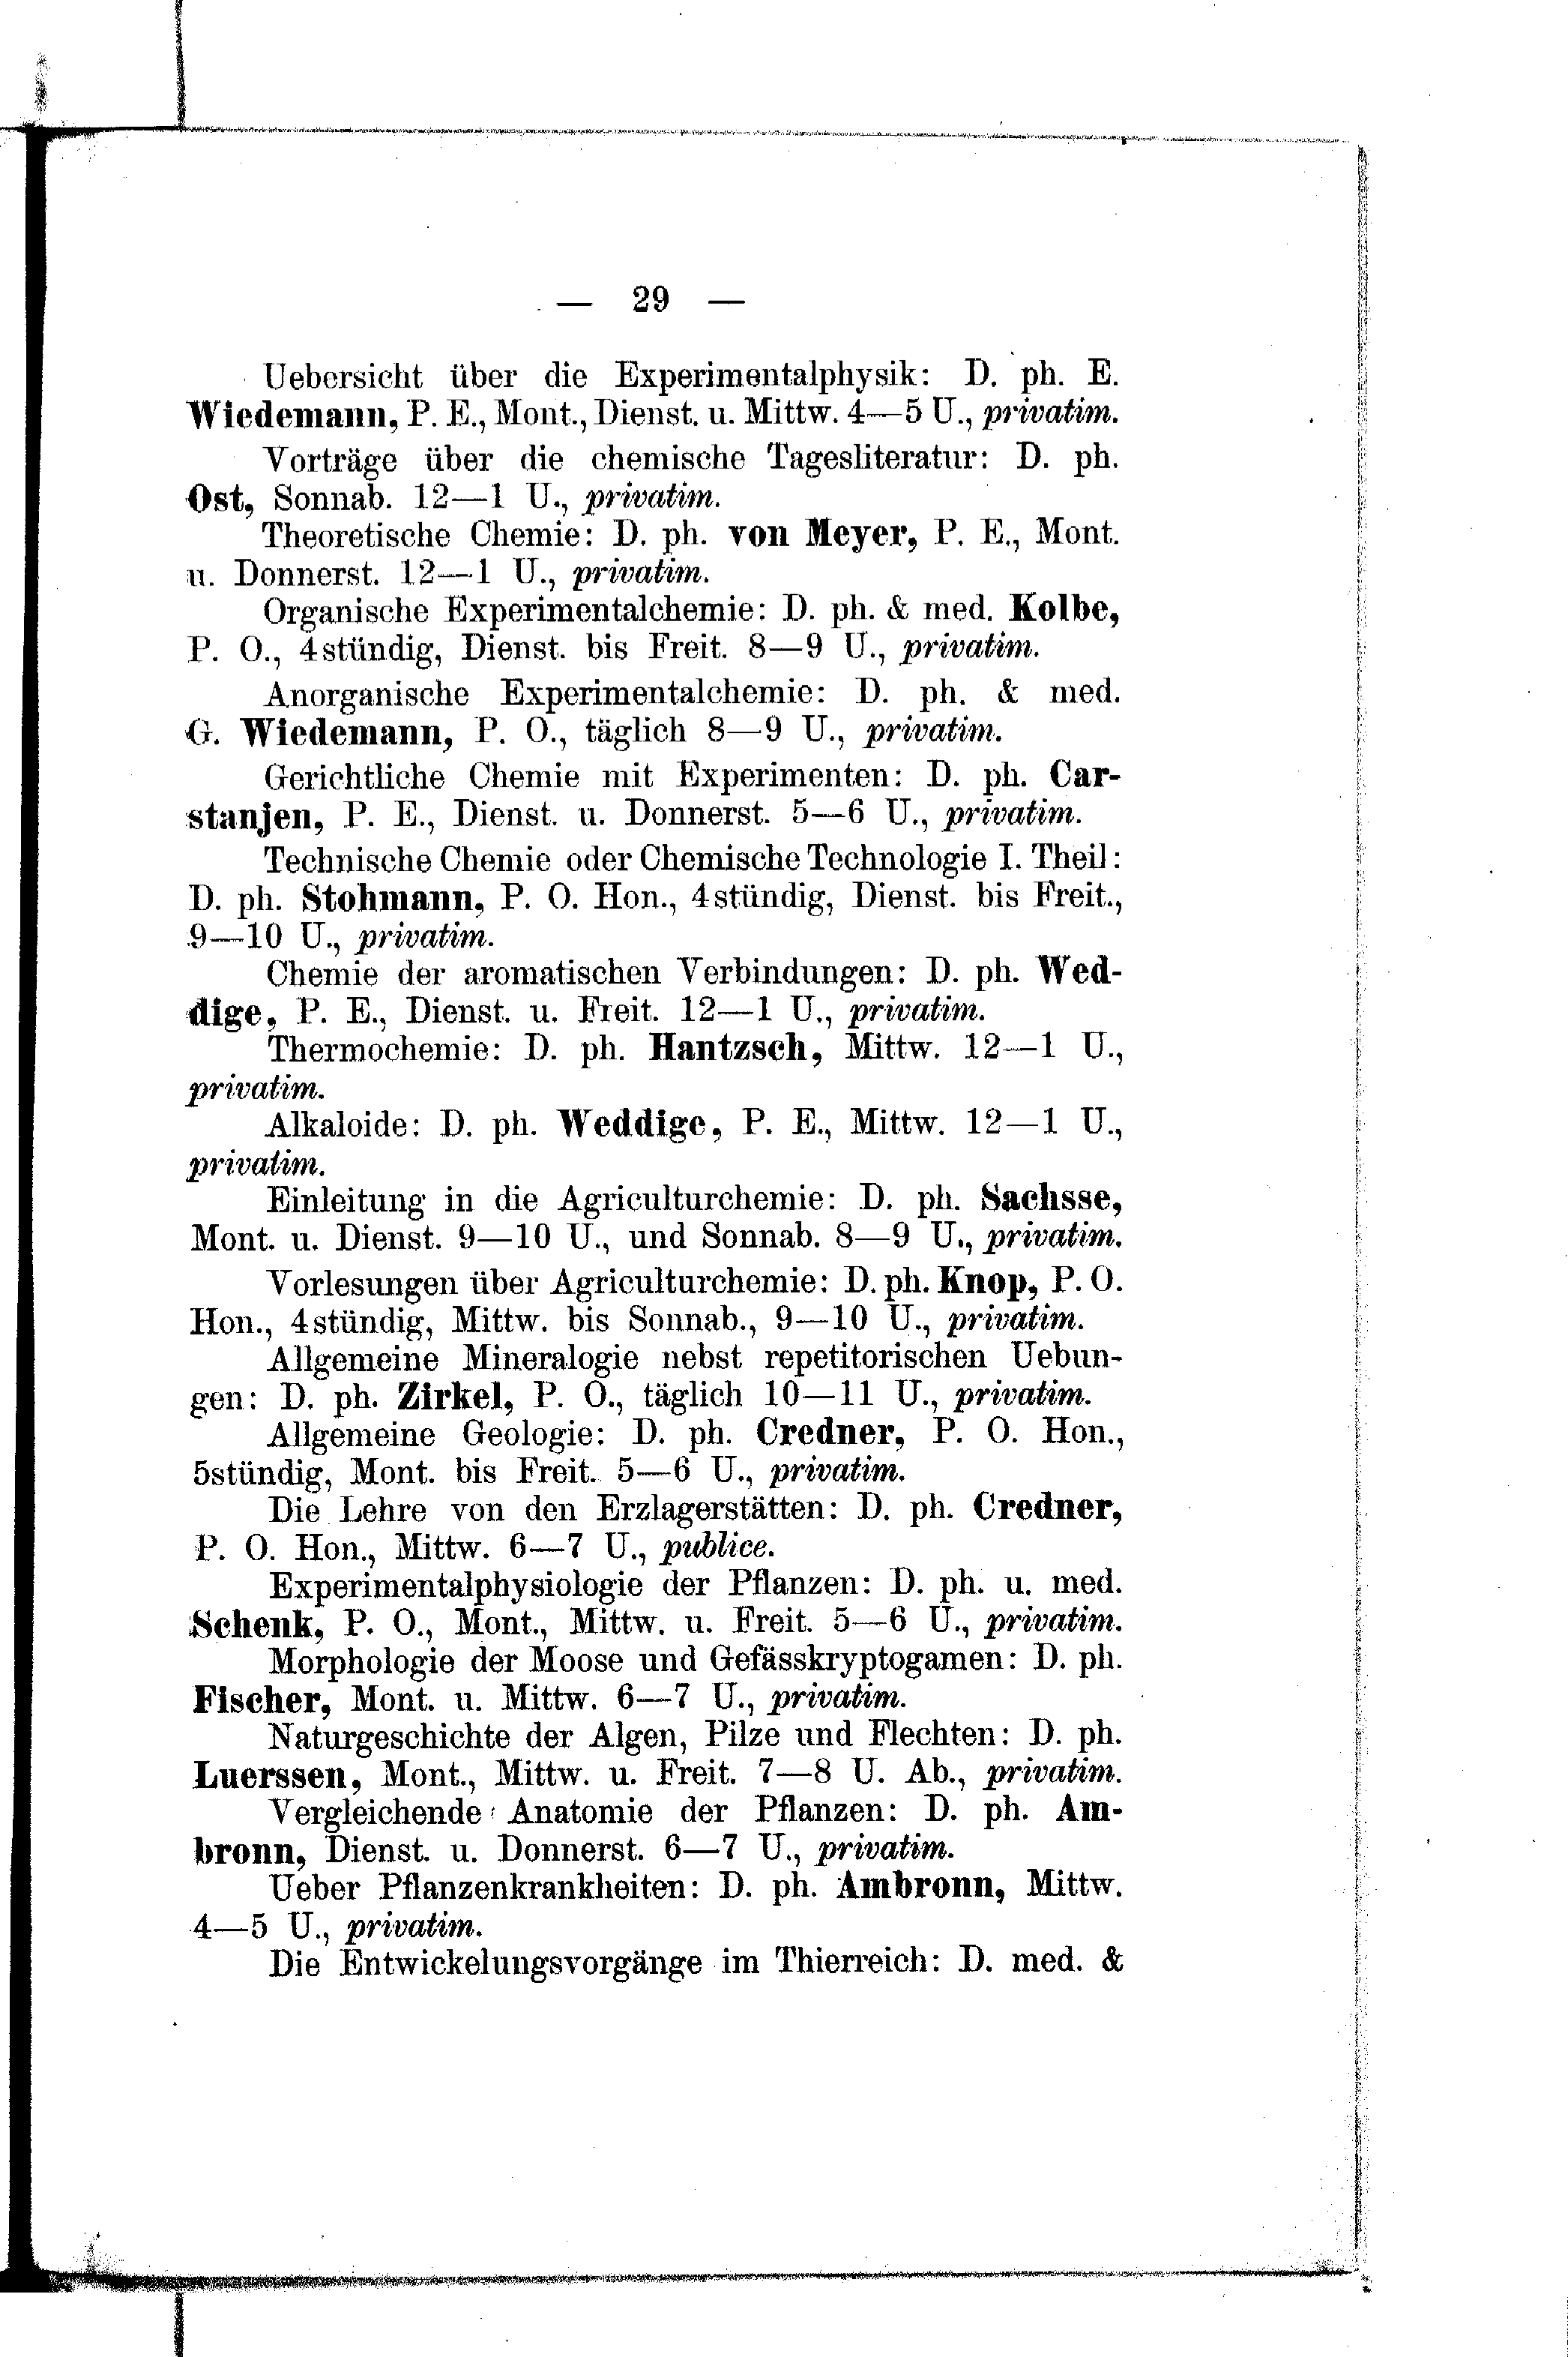 — 29 —
Uebersicht über die Experimentalphysik: D. ph. E.
Wiedemann, P. E., Mont., Dienst. u. Mittw. 4—5 U., privatim.
Vorträge über die chemische Tagesliteratur: D. ph.
Ost, Sonnab. 12—1 U., privatim.
Theoretische Chemie: D. ph. von Meyer, P. E., Mont.
u. Donnerst. 12—1 U., privatim.
Organische Experimentalchemie: D. ph. & med. Kolbe,
P. O., 4stündig, Dienst. bis Freit. 8—9 U., privatim.
Anorganische Experimentalchemie: D. ph. & med.
G. Wiedemann, P. O., täglich 8—9 U., privatim.
Gerichtliche Chemie mit Experimenten: D. ph. Car-
stanjen, P. E., Dienst. u. Donnerst. 5—6 U., privatim.
Technische Chemie oder Chemische Technologie I. Theil:
D. ph. Stohmann, P. O. Hon., 4stündig, Dienst. bis Freit.,
9—10 U., privatim.
Chemie der aromatischen Verbindungen: D. ph. Wed-
dige, P. E., Dienst. u. Freit. 12—1 U., privatim.
Thermochemie: D. ph. Hantzsch, Mittw. 12—1 U.,
privatim.
Alkaloide: D. ph. Weddige, P. E., Mittw. 12—1 U.,
privatim.
Einleitung in die Agriculturchemie: D. ph. Sachsse,
Mont. u. Dienst. 9—10 U., und Sonnab. 8—9 U., privatim.
Vorlesungen über Agriculturchemie: D. ph. Knop, P. O.
Hon., 4stündig, Mittw. bis Sonnab., 9—10 U., privatim.
Allgemeine Mineralogie nebst repetitorischen Uebun-
gen: D. ph. Zirkel, P. O., täglich 10—11 U., privatim.
Allgemeine Geologie: D. ph. Credner, P. O. Hon.,
5stündig, Mont. bis Freit. 5—6 U., privatim.
Die Lehre von den Erzlagerstätten: D. ph. Credner,
P. O. Hon., Mittw. 6—7 U., publice.
Experimentalphysiologie der Pflanzen: D. ph. u. med.
Schenk, P. O., Mont., Mittw. u. Freit. 5—6 U., privatim.
Morphologie der Moose und Gefässkryptogamen: D. ph.
Fischer, Mont. u. Mittw. 6—7 U., privatim.
Naturgeschichte der Algen, Pilze und Flechten: D. ph.
Luerssen, Mont., Mittw. u. Freit. 7—8 U. Ab., privatim.
Vergleichende Anatomie der Pflanzen: D. ph. Am-
bronn, Dienst. u. Donnerst. 6—7 U., privatim.
Ueber Pflanzenkrankheiten: D. ph. Ambronn, Mittw.
4—5 U., privatim.
Die Entwickelungsvorgänge im Thierreich: D. med. &